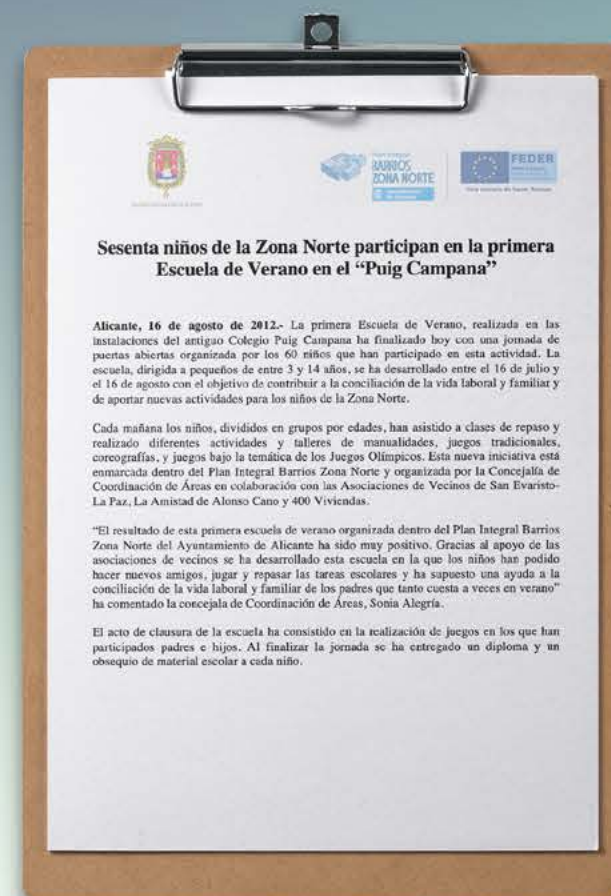 BARRIOS
ZONA NORTE
FEDER
Sesenta niños de la Zona Norte participan en la primera
Escuela de Verano en el “Puig Campana”
Alicante, 16 de agosto de 2012.- La primera Escuela de Verano, realizada en las
instalaciones del antiguo Colegio Puig Campana ha finalizado hoy con una jornada de
puertas abiertas organizada por los 60 niños que han participado en esta actividad. La
escuela, dirigida a pequeños de entre 3 y 14 años, se ha desarrollado entre el 16 de julio y
el 16 de agosto con el objetivo de contribuir a la conciliación de la vida laboral y familiar y
de aportar nuevas actividades para los niños de la Zona Norte.
Cada mañana los niños, divididos en grupos por edades, han asistido a clases de repaso y
realizado diferentes actividades y talleres de manualidades, juegos tradicionales,
coreografías, y juegos bajo la temática de los Juegos Olímpicos. Esta nueva iniciativa está
enmarcada dentro del Plan Integral Barrios Zona Norte y organizada por la Concejalía de
Coordinación de Áreas en colaboración con las Asociaciones de Vecinos de San Evaristo-
La Paz, La Amistad de Alonso Cano y 400 Viviendas.
“El resultado de esta primera escuela de verano organizada dentro del Plan Integral Barrios
Zona Norte del Ayuntamiento de Alicante ha sido muy positivo. Gracias al apoyo de las
asociaciones de vecinos se ha desarrollado esta escuela en la que los niños han podido
hacer nuevos amigos, jugar y repasar las tareas escolares y ha supuesto una ayuda a la
conciliación de la vida laboral y familiar de los padres que tanto cuesta a veces en verano”
ha comentado la concejala de Coordinación de Áreas, Sonia Alegría.
El acto de clausura de la escuela ha consistido en la realización de juegos en los que han
participados padres e hijos. Al finalizar la jornada se ha entregado un diploma y un
obsequio de material escolar a cada niño.